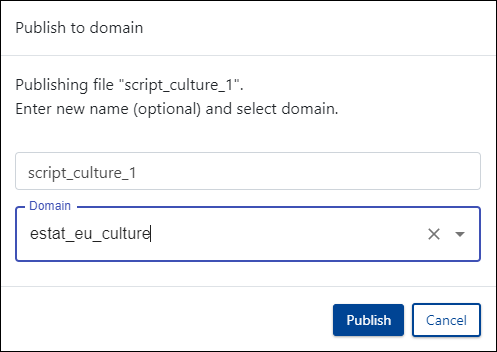 Publish to domain
Publishing file "script_culture_1".
Enter new name (optional) and select domain.
script_culture_1
Domain
estat_eu_culture
Publish
Cancel